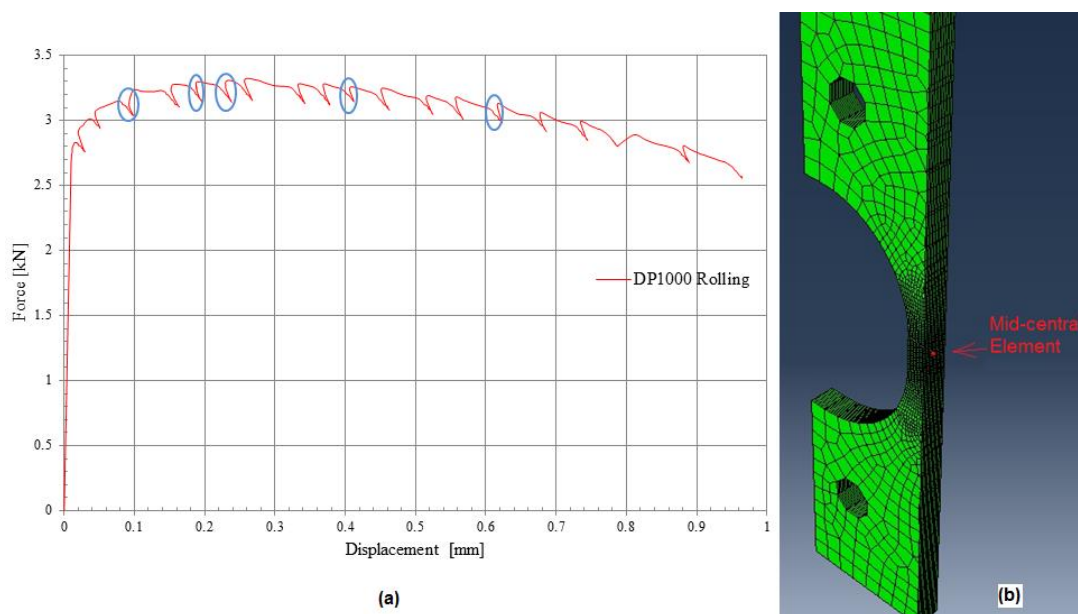 3.5
3
2.5
2
1.5
1
0.5
0
Force [kN]
0 0.1 0.2 0.3 0.4 0.5 0.6 0.7 0.8 0.9 1
Displacement [mm]
DP1000 Rolling
(a)
Mid-centra
Element
(b)